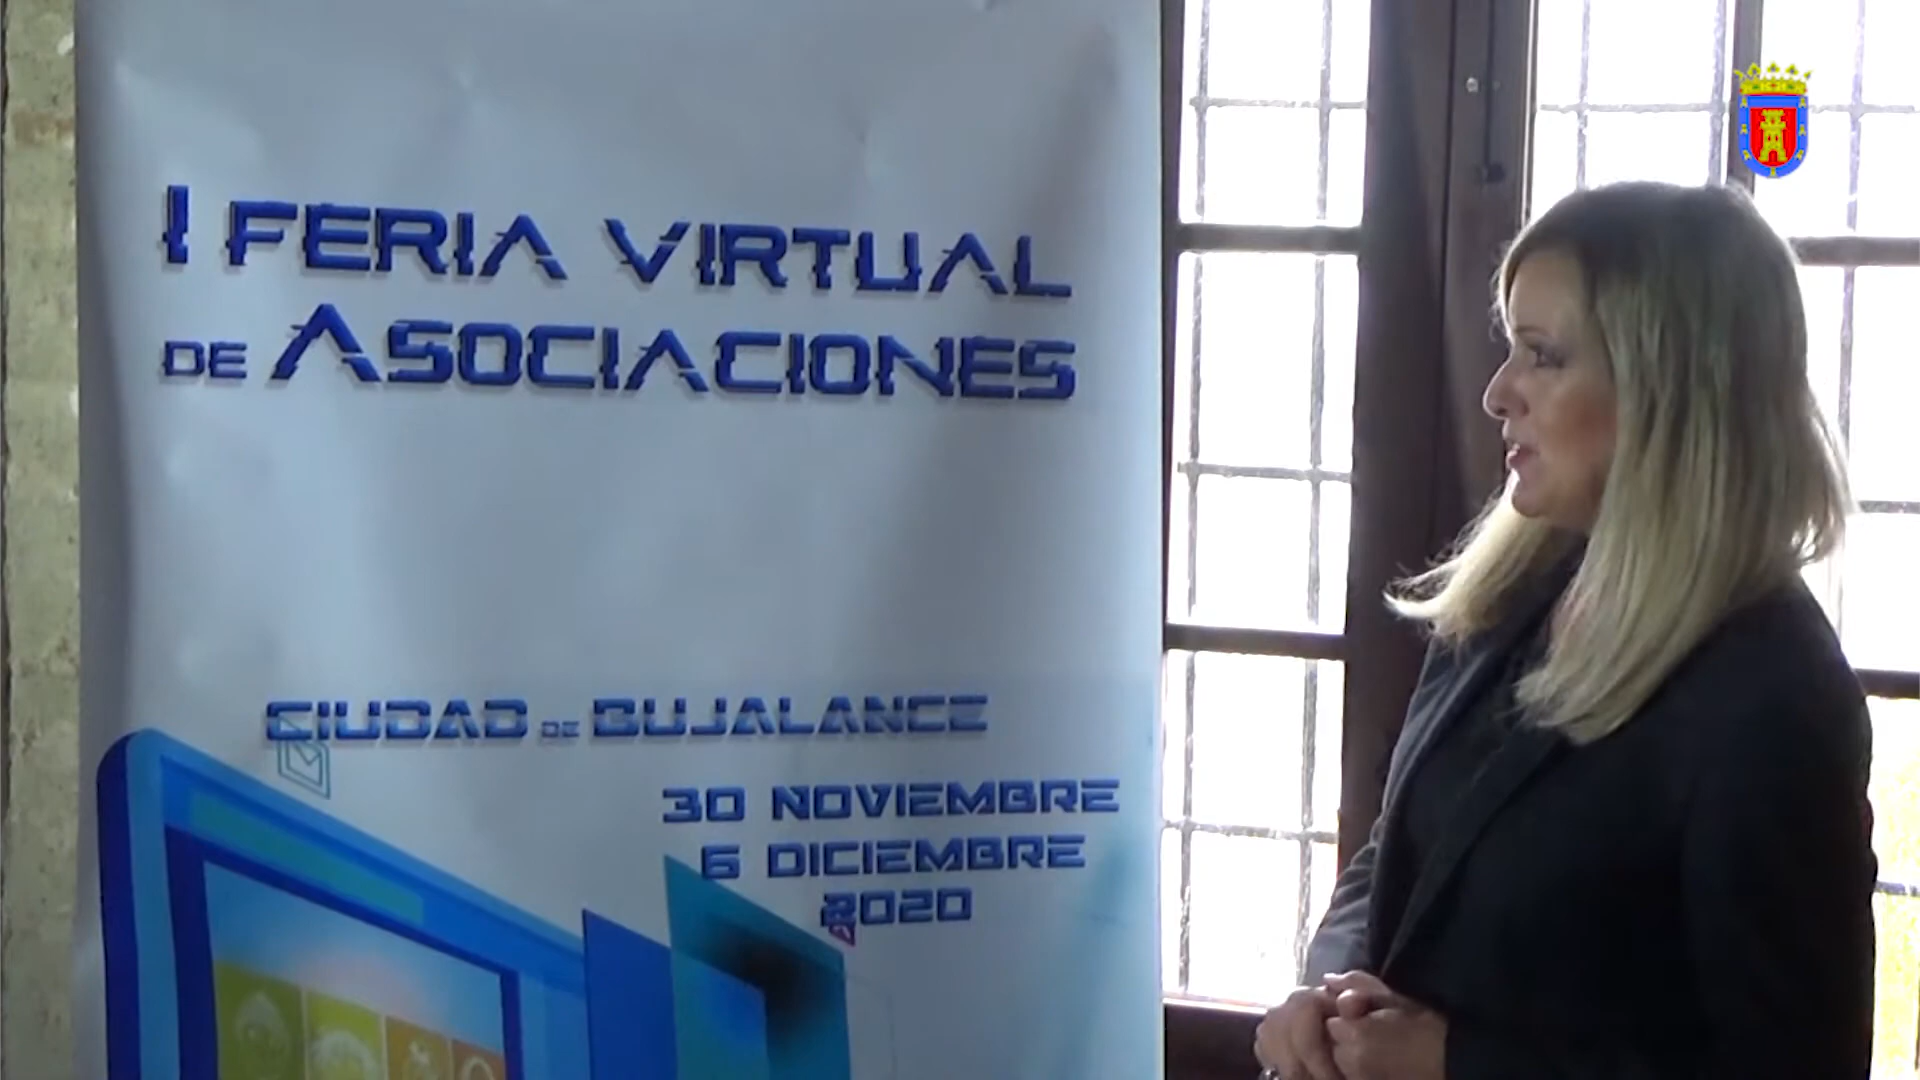 I FERIA VIRTUAL
DE ASOCIACIONES
CIUDAD DE BUJALANCE
30 NOVIEMBRE
6 DICIEMBRE
2020